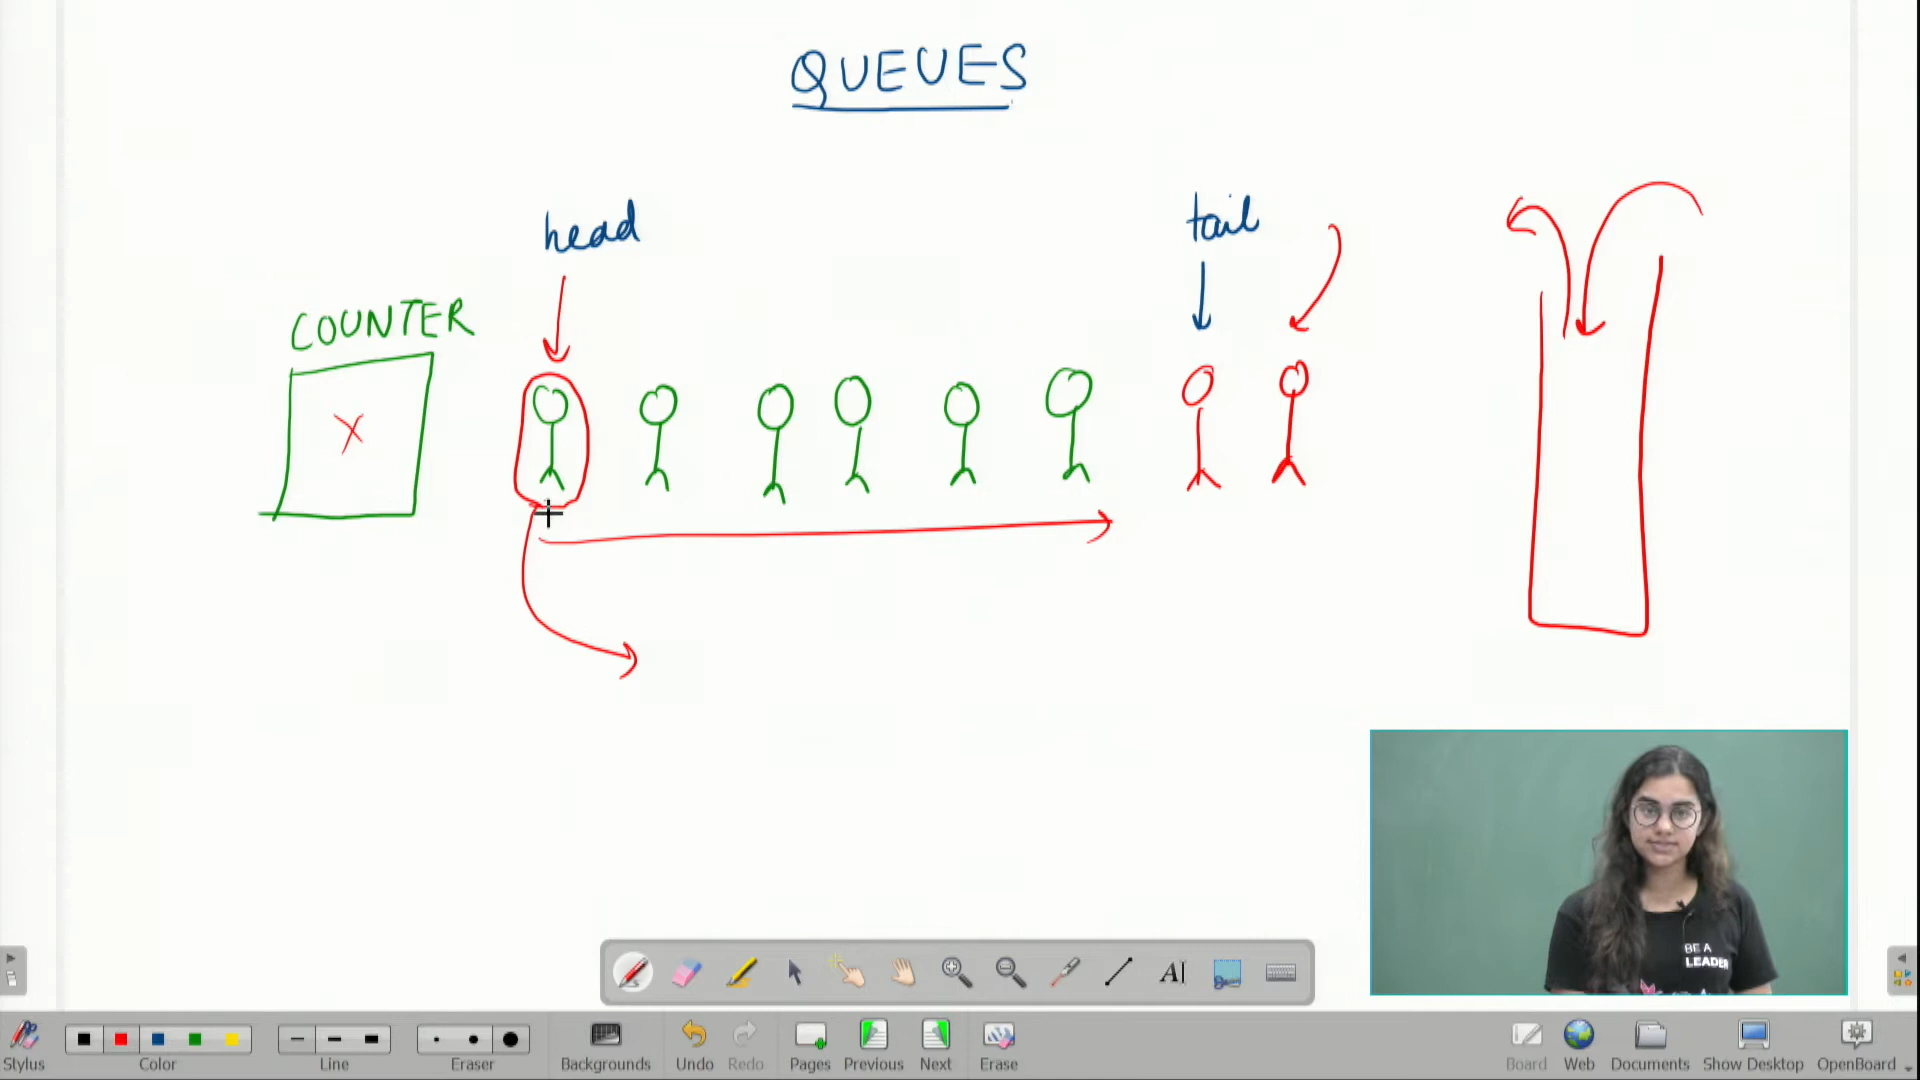 QUEUES
head
tail
COUNTER
X
BE A
LEADER
A
Stylus
Color
Line
Eraser
Backgrounds
Undo
Redo
Pages
Previous
Next
Erase
Board
Web
Documents
Show Desktop
OpenBoard